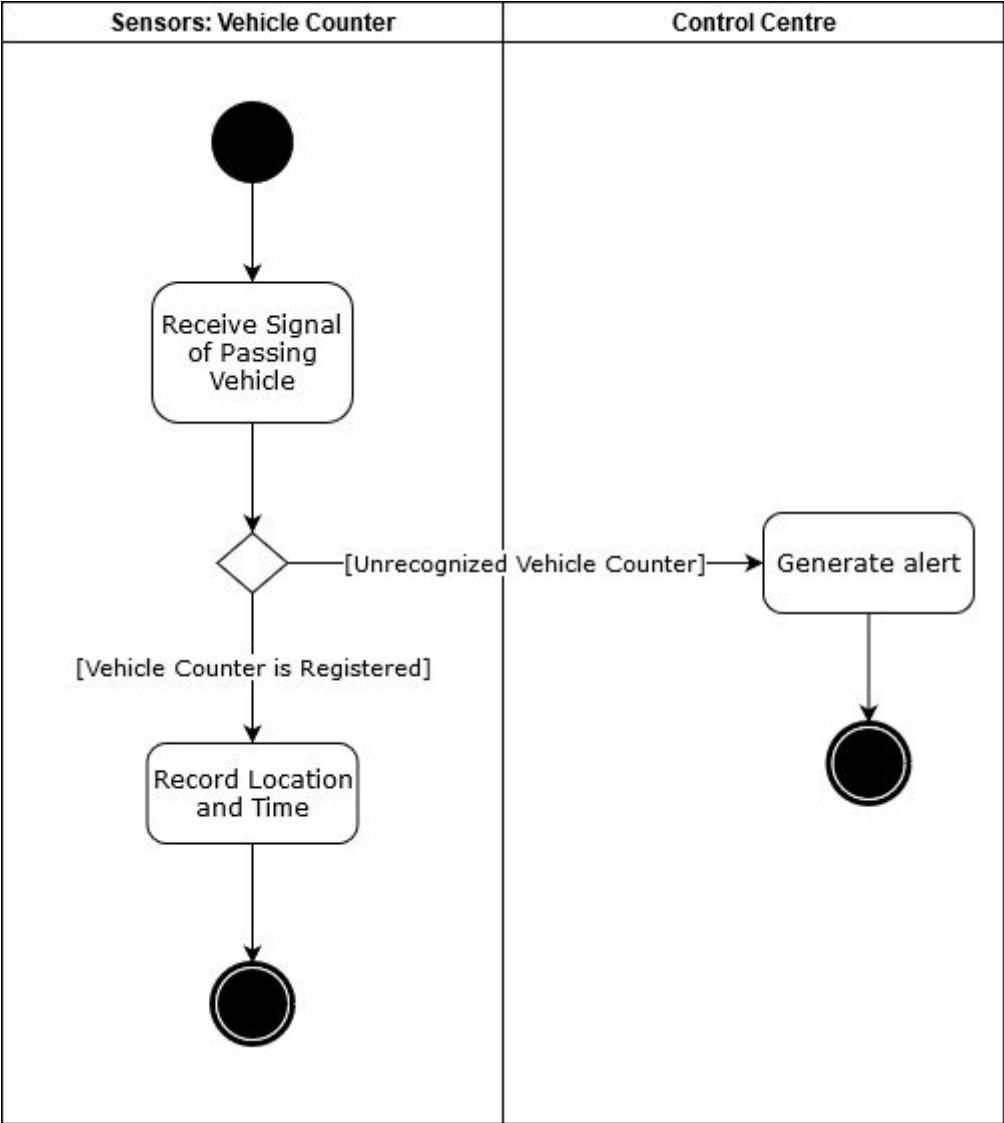 Sensors: Vehicle Counter
Control Centre
Receive Signal
of Passing
Vehicle
[Unrecognized Vehicle Counter]
Generate alert
[Vehicle Counter is Registered]
Record Location
and Time